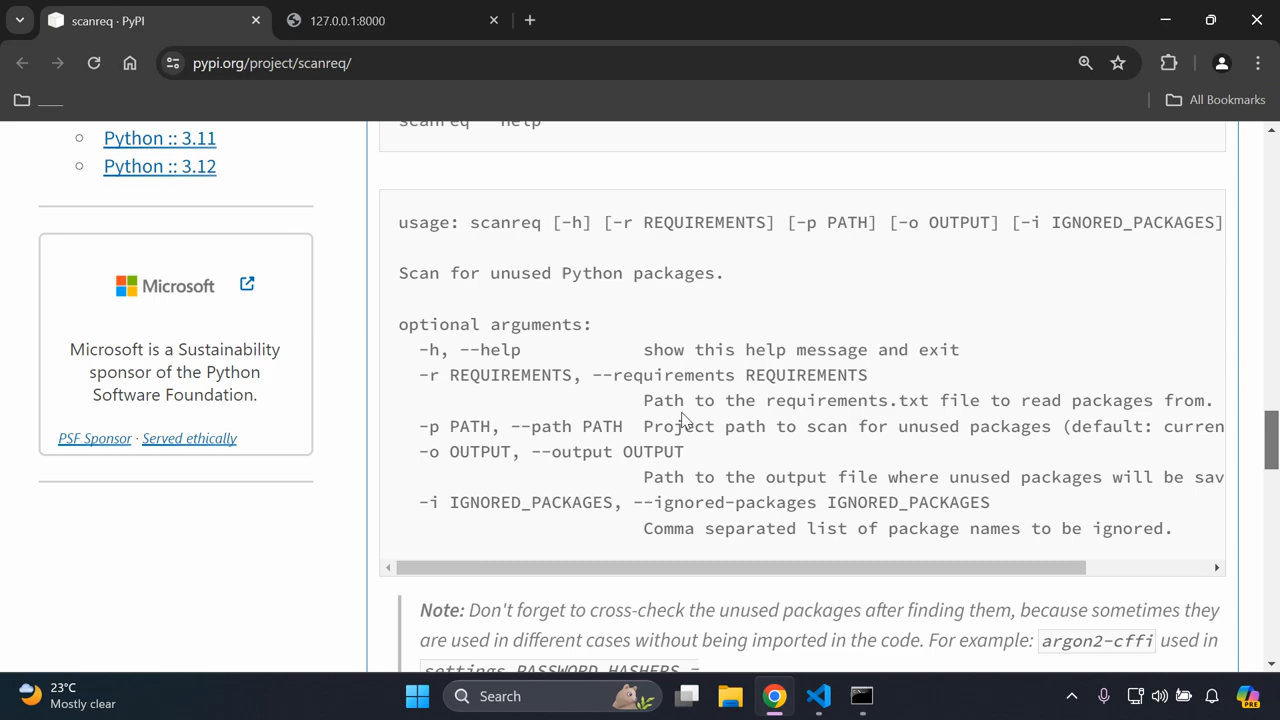 scanreq · PyPI
127.0.0.1:8000
pypi.org/project/scanreq/
____
All Bookmarks
Python :: 3.11
Python :: 3.12
Microsoft
Microsoft is a Sustainability
sponsor of the Python
Software Foundation.
PSF Sponsor · Served ethically
scanreq --help
usage: scanreq [-h] [-r REQUIREMENTS] [-p PATH] [-o OUTPUT] [-i IGNORED_PACKAGES]
Scan for unused Python packages.
optional arguments:
-h, --help show this help message and exit
-r REQUIREMENTS, --requirements REQUIREMENTS
Path to the requirements.txt file to read packages from.
-p PATH, --path PATH Project path to scan for unused packages (default: curren
-o OUTPUT, --output OUTPUT
Path to the output file where unused packages will be sav
-i IGNORED_PACKAGES, --ignored-packages IGNORED_PACKAGES
Comma separated list of package names to be ignored.
Note: Don't forget to cross-check the unused packages after finding them, because sometimes they
are used in different cases without being imported in the code. For example: argon2-cffi used in
settings.PASSWORD_HASHERS =
23°C
Mostly clear
Search
PRE